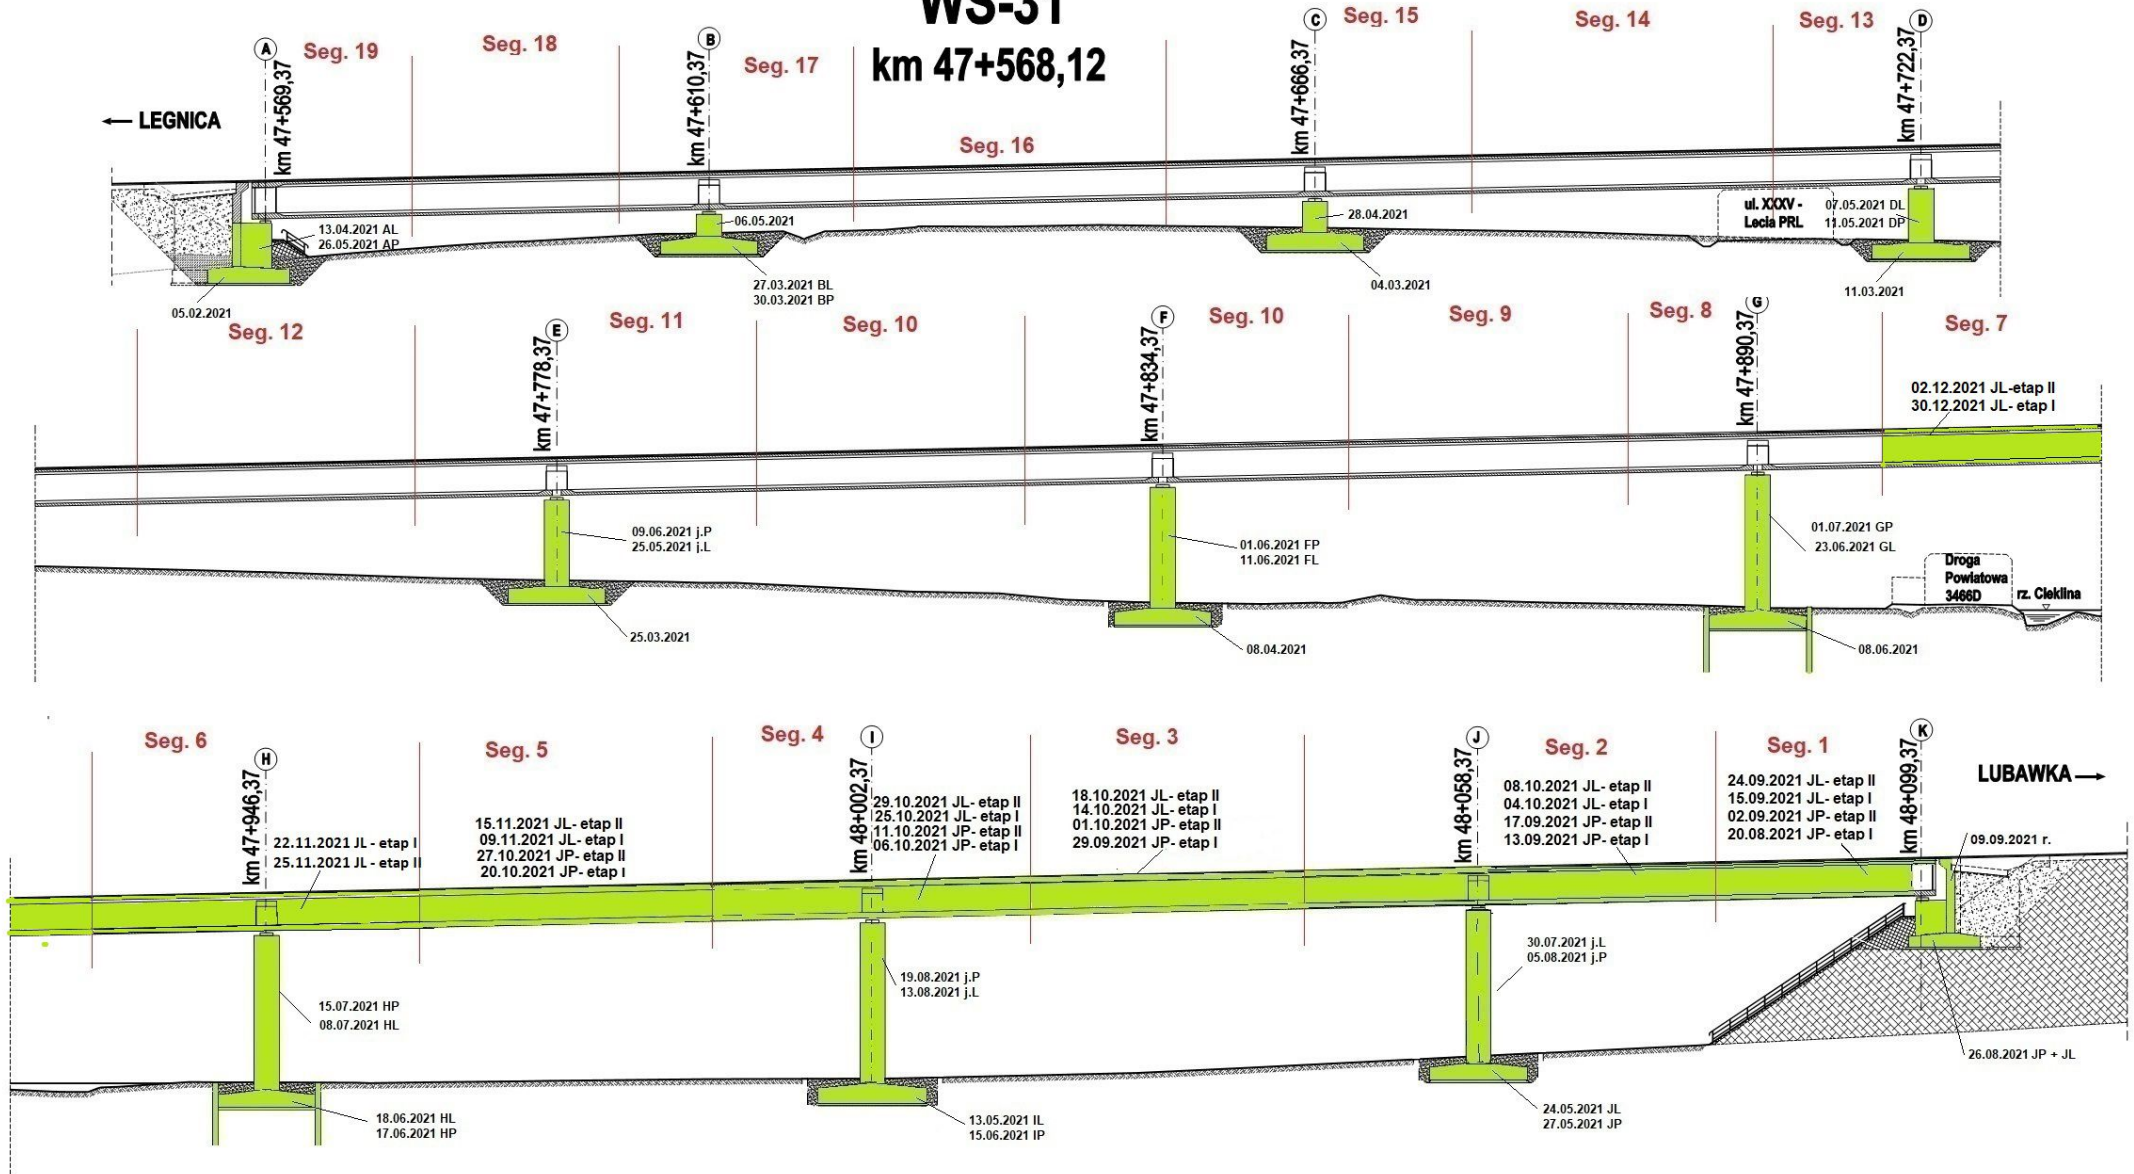 WS-31
km 47+568,12
← LEGNICA
A
km 47+569,37
Seg. 19
Seg. 18
B
km 47+610,37
Seg. 17
Seg. 16
C
km 47+666,37
Seg. 15
Seg. 14
Seg. 13
D
km 47+722,37
13.04.2021 AL
26.05.2021 AP
05.02.2021
06.05.2021
27.03.2021 BL
30.03.2021 BP
28.04.2021
04.03.2021
ul. XXXV -
Lecia PRL
07.05.2021 DL
11.05.2021 DP
11.03.2021
Seg. 12
E
km 47+778,37
Seg. 11
Seg. 10
F
km 47+834,37
Seg. 10
Seg. 9
Seg. 8
G
km 47+890,37
Seg. 7
02.12.2021 JL-etap II
30.12.2021 JL- etap I
09.06.2021 j.P
25.05.2021 j.L
25.03.2021
01.06.2021 FP
11.06.2021 FL
08.04.2021
01.07.2021 GP
23.06.2021 GL
08.06.2021
Droga
Powiatowa
3466D
rz. Cieklina
Seg. 6
H
km 47+946,37
Seg. 5
Seg. 4
I
km 48+002,37
Seg. 3
J
km 48+058,37
Seg. 2
Seg. 1
K
km 48+099,37
LUBAWKA →
22.11.2021 JL - etap I
25.11.2021 JL - etap II
15.11.2021 JL- etap II
09.11.2021 JL- etap I
27.10.2021 JP- etap II
20.10.2021 JP- etap I
29.10.2021 JL- etap II
25.10.2021 JL- etap I
11.10.2021 JP- etap II
06.10.2021 JP- etap I
18.10.2021 JL- etap II
14.10.2021 JL- etap I
01.10.2021 JP- etap II
29.09.2021 JP- etap I
08.10.2021 JL- etap II
04.10.2021 JL- etap I
17.09.2021 JP- etap II
13.09.2021 JP- etap I
24.09.2021 JL- etap II
15.09.2021 JL- etap I
02.09.2021 JP- etap II
20.08.2021 JP- etap I
09.09.2021 r.
15.07.2021 HP
08.07.2021 HL
18.06.2021 HL
17.06.2021 HP
19.08.2021 j.P
13.08.2021 j.L
13.05.2021 IL
15.06.2021 IP
30.07.2021 j.L
05.08.2021 j.P
24.05.2021 JL
27.05.2021 JP
26.08.2021 JP + JL